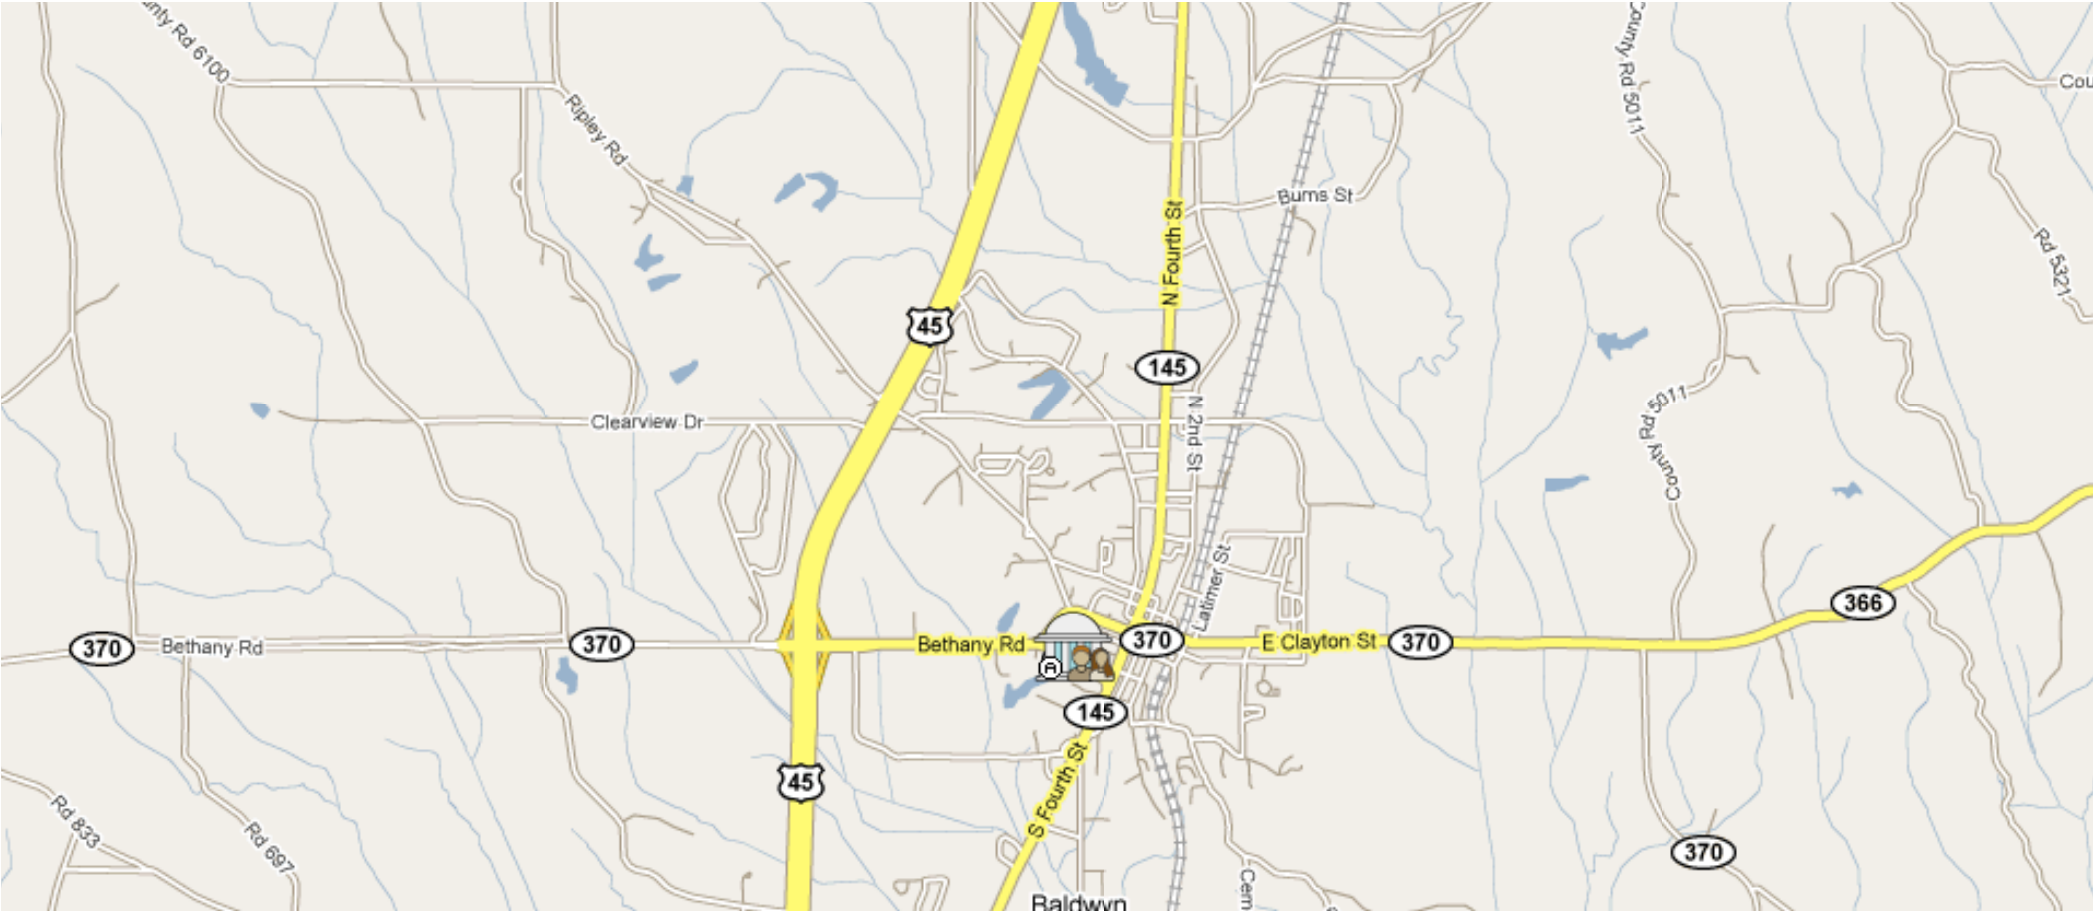 unty Rd 6100
County Rd 5011
Cou
Ripley Rd
Burns St
N Fourth St
Rd 5321
45
145
N 2nd St
County Rd 5011
Clearview Dr
Latimer St
366
370
Bethany Rd
370
Bethany Rd
370
E Clayton St
370
A
145
45
S Fourth St
Rd 833
Rd 697
370
Cem
Baldwyn